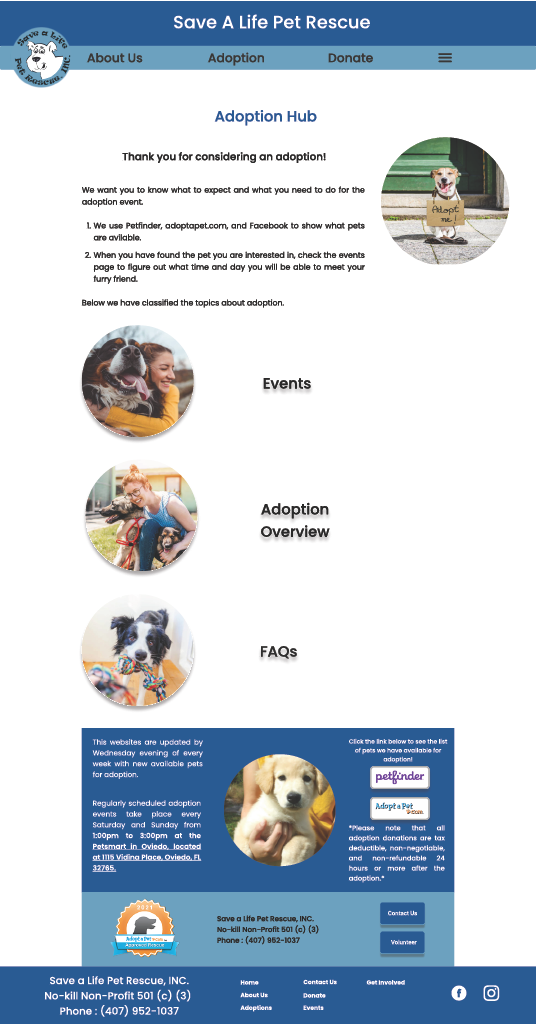 Save A Life Pet Rescue
Save a Life
Pet Rescue, Inc.
About Us
Adoption
Donate
Adoption Hub
Thank you for considering an adoption!
We want you to know what to expect and what you need to do for the
adoption event.
1. We use Petfinder, adoptapet.com, and Facebook to show what pets
are avilable.
2. When you have found the pet you are interested in, check the events
page to figure out what time and day you will be able to meet your
furry friend.
Below we have classified the topics about adoption.
Adopt
me!
Events
Adoption
Overview
FAQs
This websites are updated by
Wednesday evening of every
week with new available pets
for adoption.
Regularly scheduled adoption
events take place every
Saturday and Sunday from
1:00pm to 3:00pm at the
Petsmart in Oviedo, located
at 1115 Vidina Place, Oviedo, FL
32765.
Click the link below to see the list
of pets we have available for
adoption!
petfinder
Adopt a Pet
.com
*Please note that all
adoption donations are tax
deductible, non-negotiable,
and non-refundable 24
hours or more after the
adoption.*
2021
Adopt a Pet
.com
Approved Rescue
Save a Life Pet Rescue, INC.
No-kill Non-Profit 501 (c) (3)
Phone : (407) 952-1037
Contact Us
Volunteer
Save a Life Pet Rescue, INC.
No-kill Non-Profit 501 (c) (3)
Phone : (407) 952-1037
Home
About Us
Adoptions
Contact Us
Donate
Events
Get Involved